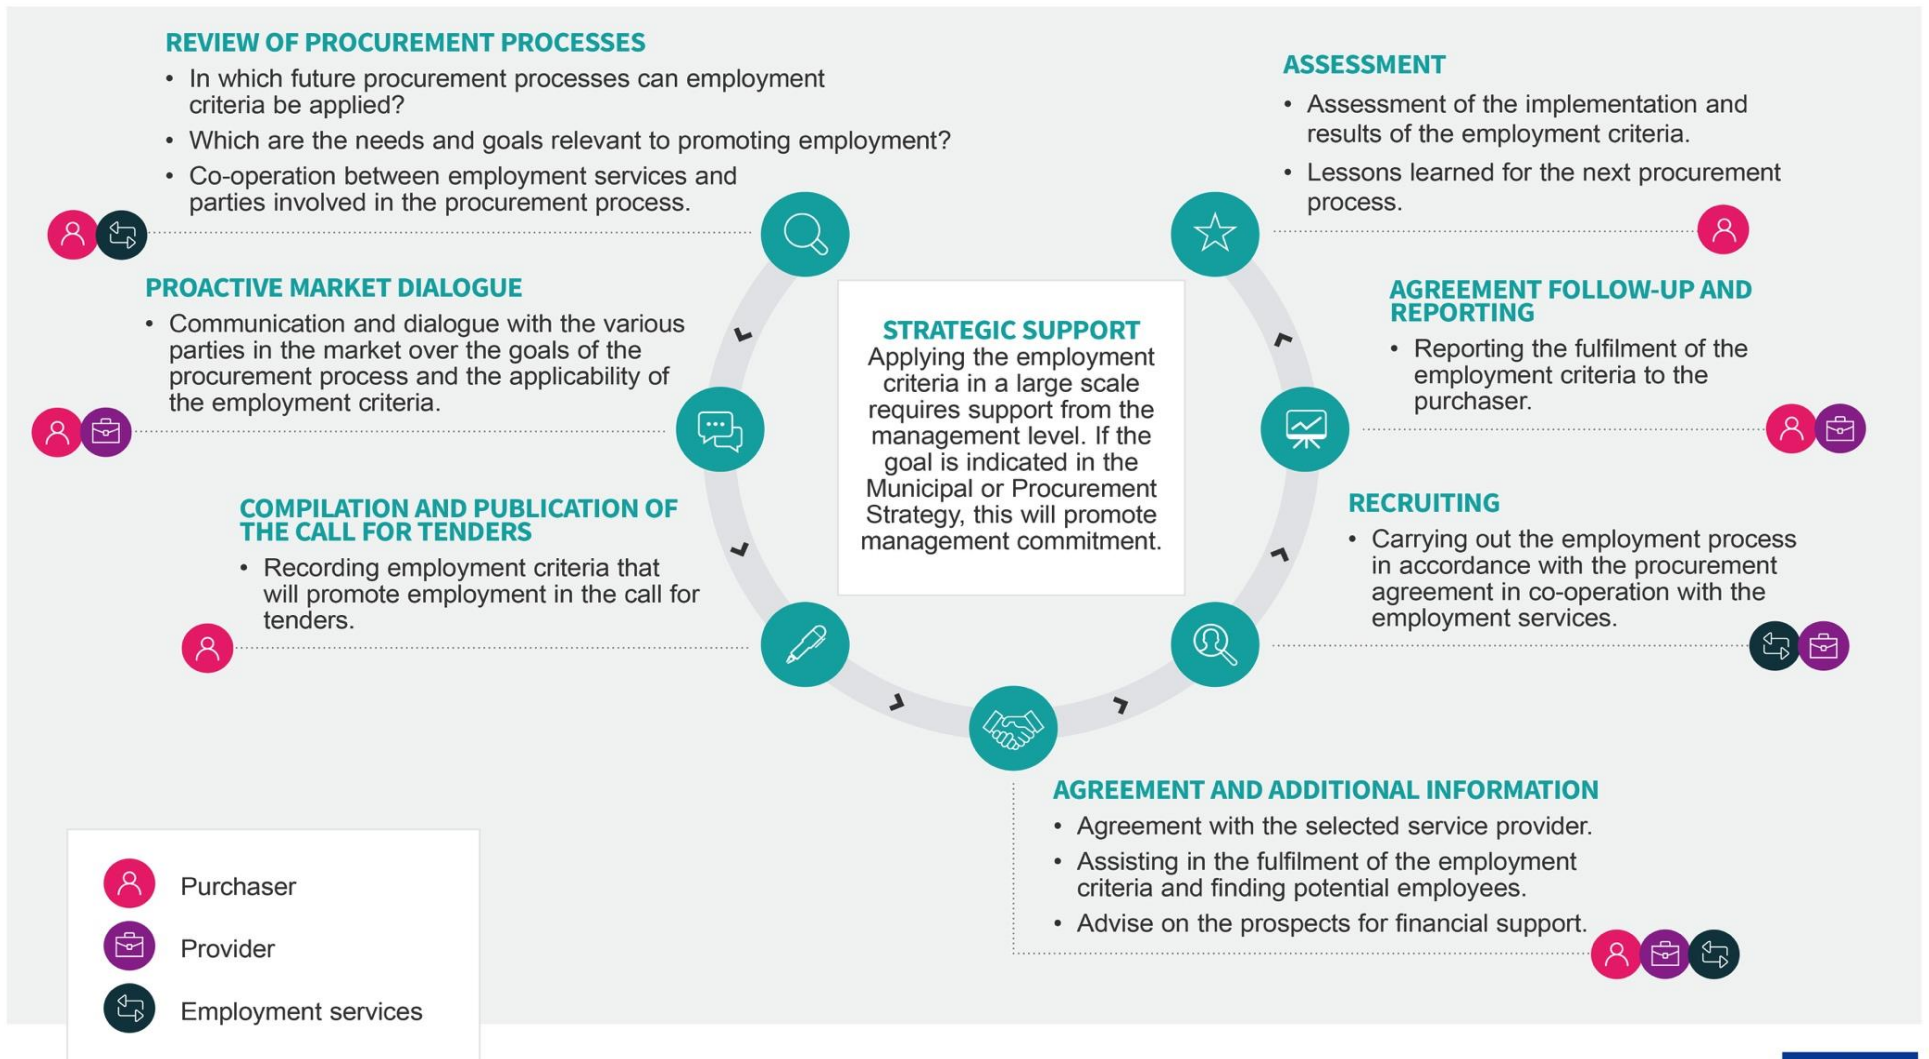 REVIEW OF PROCUREMENT PROCESSES
• In which future procurement processes can employment
criteria be applied?
• Which are the needs and goals relevant to promoting employment?
• Co-operation between employment services and
parties involved in the procurement process.
PROACTIVE MARKET DIALOGUE
• Communication and dialogue with the various
parties in the market over the goals of the
procurement process and the applicability of
the employment criteria.
COMPILATION AND PUBLICATION OF
THE CALL FOR TENDERS
• Recording employment criteria that
will promote employment in the call for
tenders.
STRATEGIC SUPPORT
Applying the employment
criteria in a large scale
requires support from the
management level. If the
goal is indicated in the
Municipal or Procurement
Strategy, this will promote
management commitment.
ASSESSMENT
• Assessment of the implementation and
results of the employment criteria.
• Lessons learned for the next procurement
process.
AGREEMENT FOLLOW-UP AND
REPORTING
• Reporting the fulfilment of the
employment criteria to the
purchaser.
RECRUITING
• Carrying out the employment process
in accordance with the procurement
agreement in co-operation with the
employment services.
AGREEMENT AND ADDITIONAL INFORMATION
• Agreement with the selected service provider.
• Assisting in the fulfilment of the employment
criteria and finding potential employees.
• Advise on the prospects for financial support.
Purchaser
Provider
Employment services